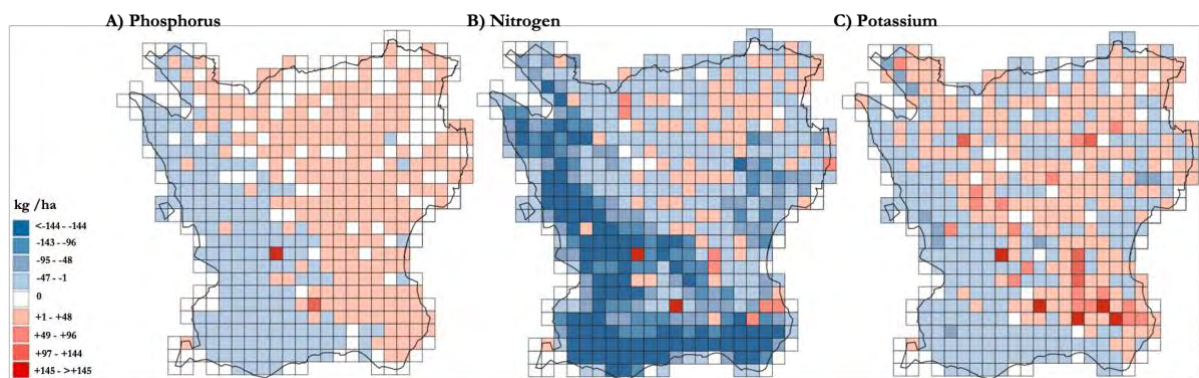 A) Phosphorus
B) Nitrogen
C) Potassium
kg /ha
<-144 - -144
-143 - -96
-95 - -48
-47 - -1
0
+1 - +48
+49 - +96
+97 - +144
+145 - >+145